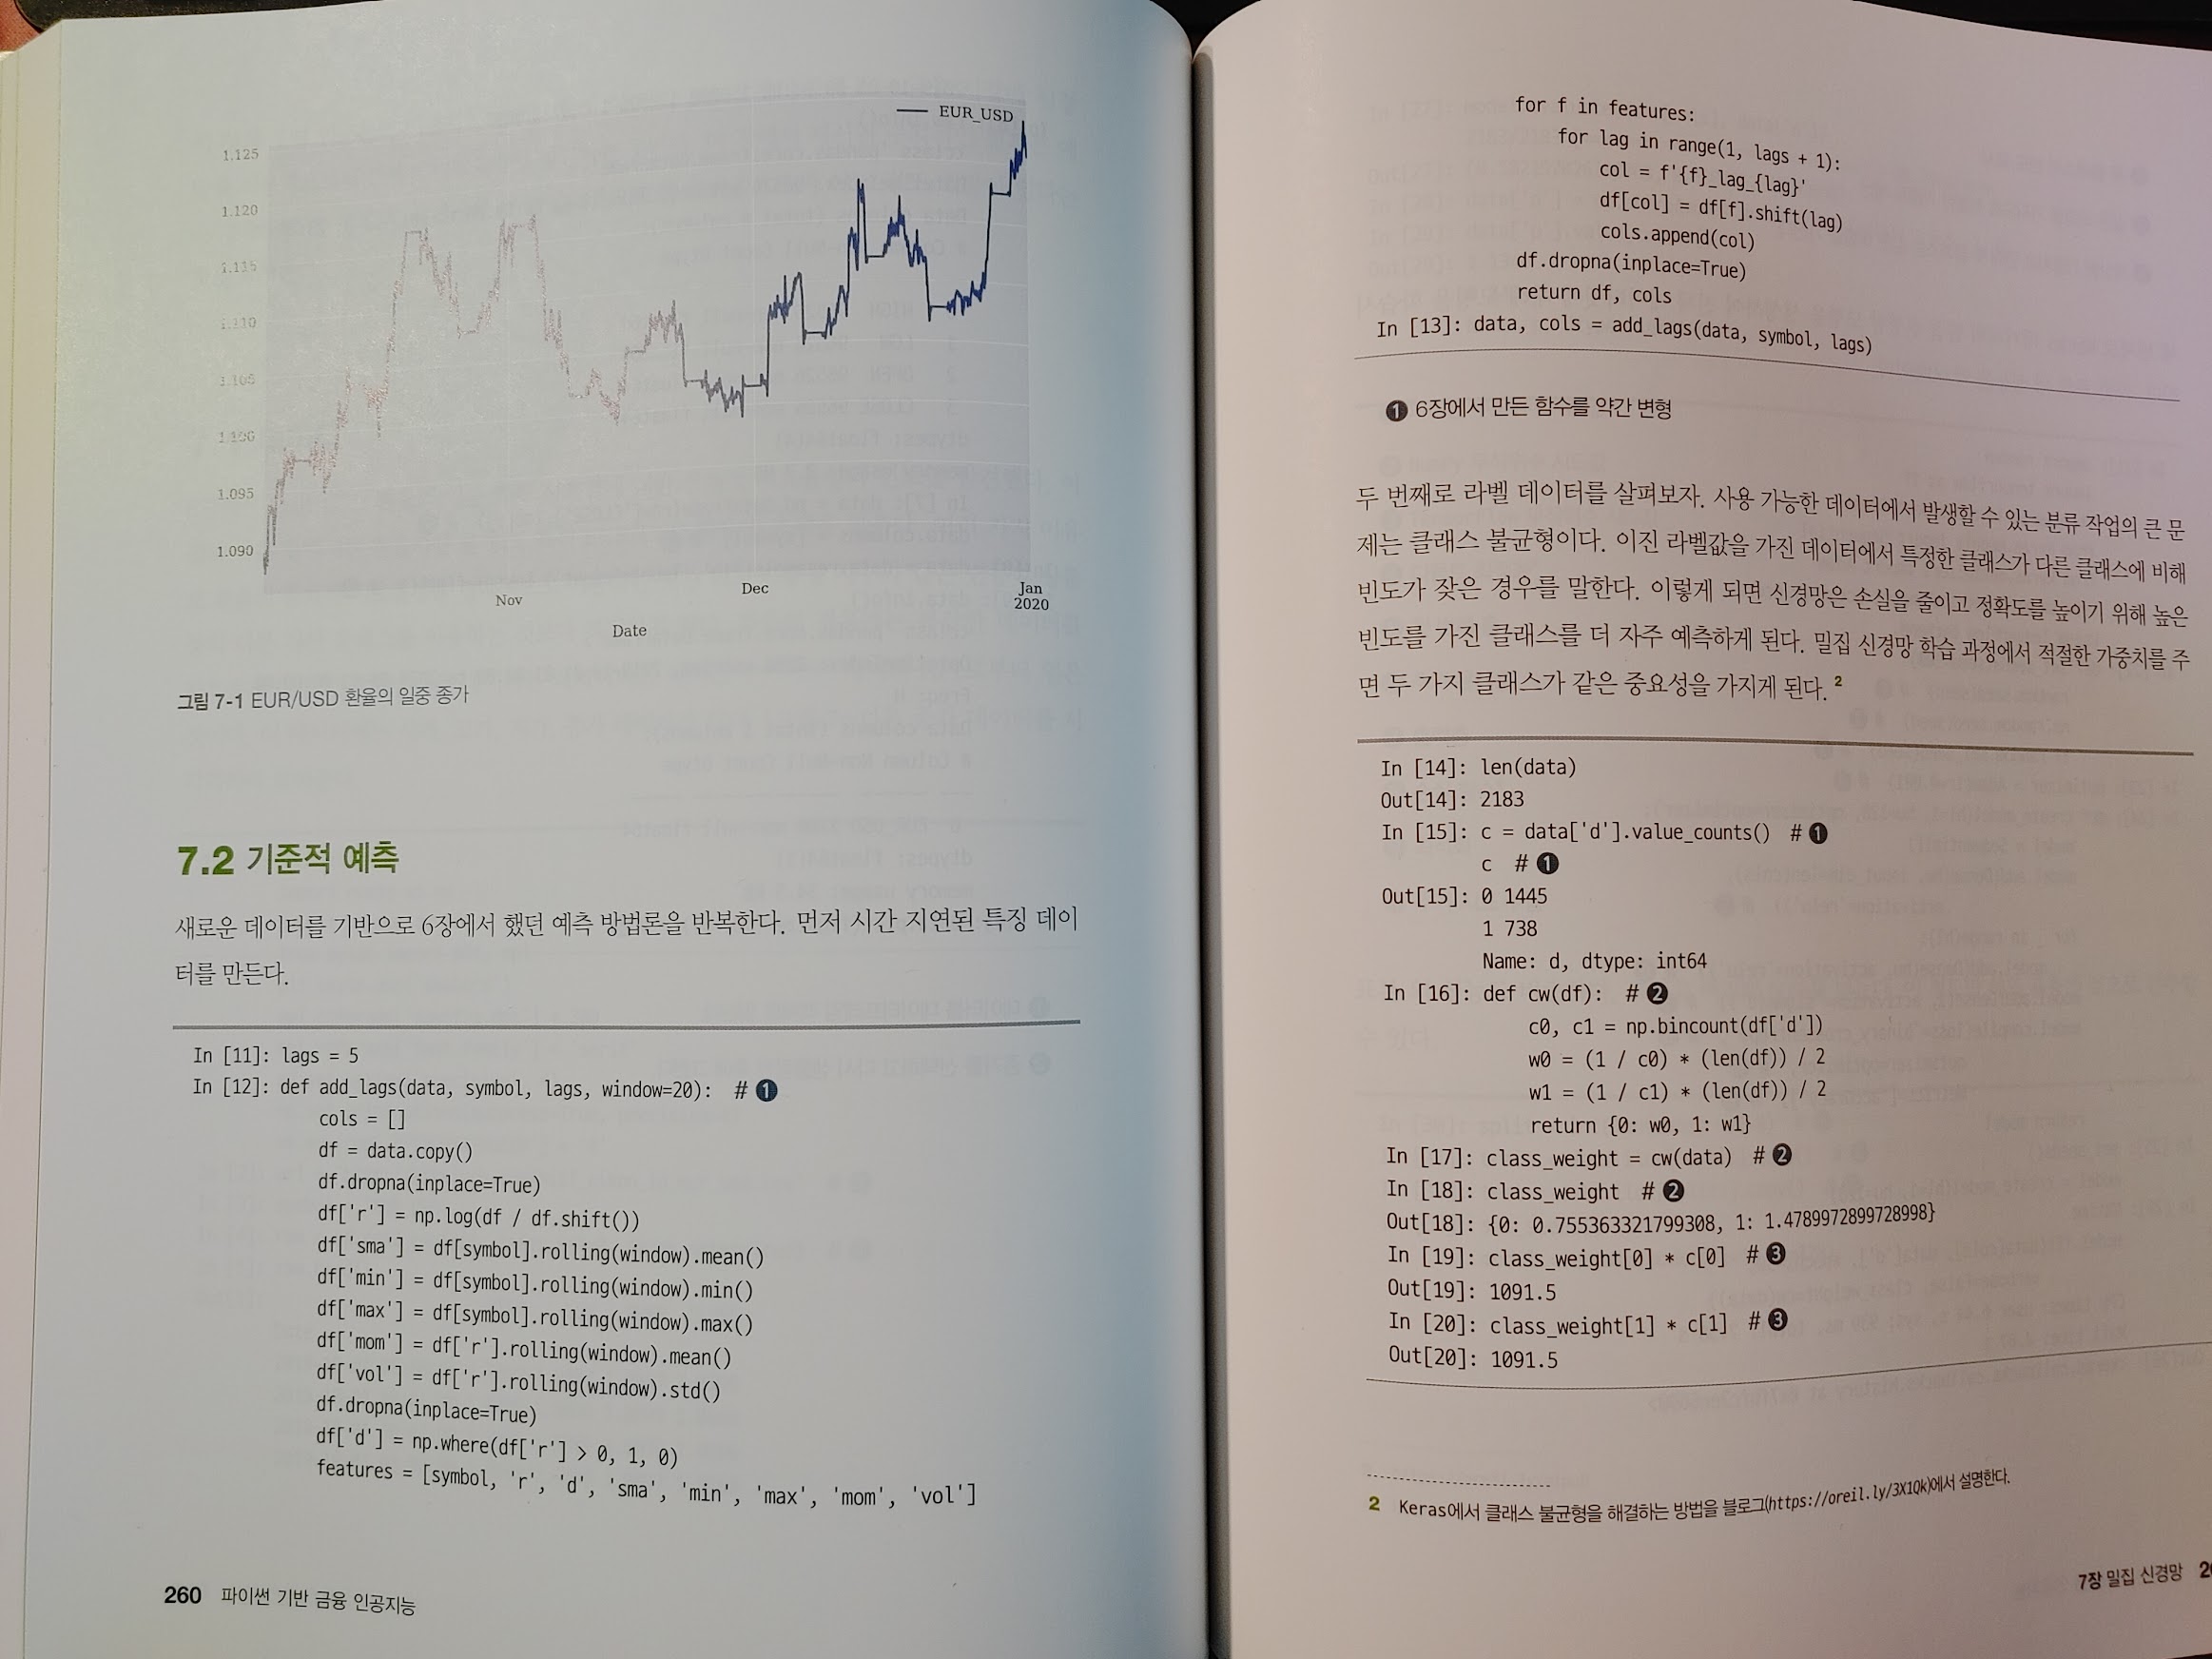 EUR_USD
1.125
1.120
1.115
1.110
1.105
1.100
1.095
1.090
Nov
Dec
Jan
2020
Date
그림 7-1 EUR/USD 환율의 일중 종가
7.2 기준적 예측
새로운 데이터를 기반으로 6장에서 했던 예측 방법론을 반복한다. 먼저 시간 지연된 특징 데이
터를 만든다.
In [11]: lags = 5
In [12]: def add_lags(data, symbol, lags, window=20): # ❶
cols = []
df = data.copy()
df.dropna(inplace=True)
df['r'] = np.log(df / df.shift())
df['sma'] = df[symbol].rolling(window).mean()
df['min'] = df[symbol].rolling(window).min()
df['max'] = df[symbol].rolling(window).max()
df['mom'] = df['r'].rolling(window).mean()
df['vol'] = df['r'].rolling(window).std()
df.dropna(inplace=True)
df['d'] = np.where(df['r'] > 0, 1, 0)
features = [symbol, 'r', 'd', 'sma', 'min', 'max', 'mom', 'vol']
260 파이썬 기반 금융 인공지능
for f in features:
for lag in range(1, lags + 1):
col = f'{f}_lag_{lag}'
df[col] = df[f].shift(lag)
cols.append(col)
df.dropna(inplace=True)
return df, cols
In [13]: data, cols = add_lags(data, symbol, lags)
❶ 6장에서 만든 함수를 약간 변형
두 번째로 라벨 데이터를 살펴보자. 사용 가능한 데이터에서 발생할 수 있는 분류 작업의 큰 문
제는 클래스 불균형이다. 이진 라벨값을 가진 데이터에서 특정한 클래스가 다른 클래스에 비해
빈도가 잦은 경우를 말한다. 이렇게 되면 신경망은 손실을 줄이고 정확도를 높이기 위해 높은
빈도를 가진 클래스를 더 자주 예측하게 된다. 밀집 신경망 학습 과정에서 적절한 가중치를 주
면 두 가지 클래스가 같은 중요성을 가지게 된다. 2
In [14]: len(data)
Out[14]: 2183
In [15]: c = data['d'].value_counts() # ❶
c # ❶
Out[15]: 0 1445
1 738
Name: d, dtype: int64
In [16]: def cw(df): # ❷
c0, c1 = np.bincount(df['d'])
w0 = (1 / c0) * (len(df)) / 2
w1 = (1 / c1) * (len(df)) / 2
return {0: w0, 1: w1}
In [17]: class_weight = cw(data) # ❷
In [18]: class_weight # ❷
Out[18]: {0: 0.755363321799308, 1: 1.4789972899728998}
In [19]: class_weight[0] * c[0] # ❸
Out[19]: 1091.5
In [20]: class_weight[1] * c[1] # ❸
Out[20]: 1091.5
2 Keras에서 클래스 불균형을 해결하는 방법을 블로그(https://oreil.ly/3X1Qk)에서 설명한다.
7장 밀집 신경망